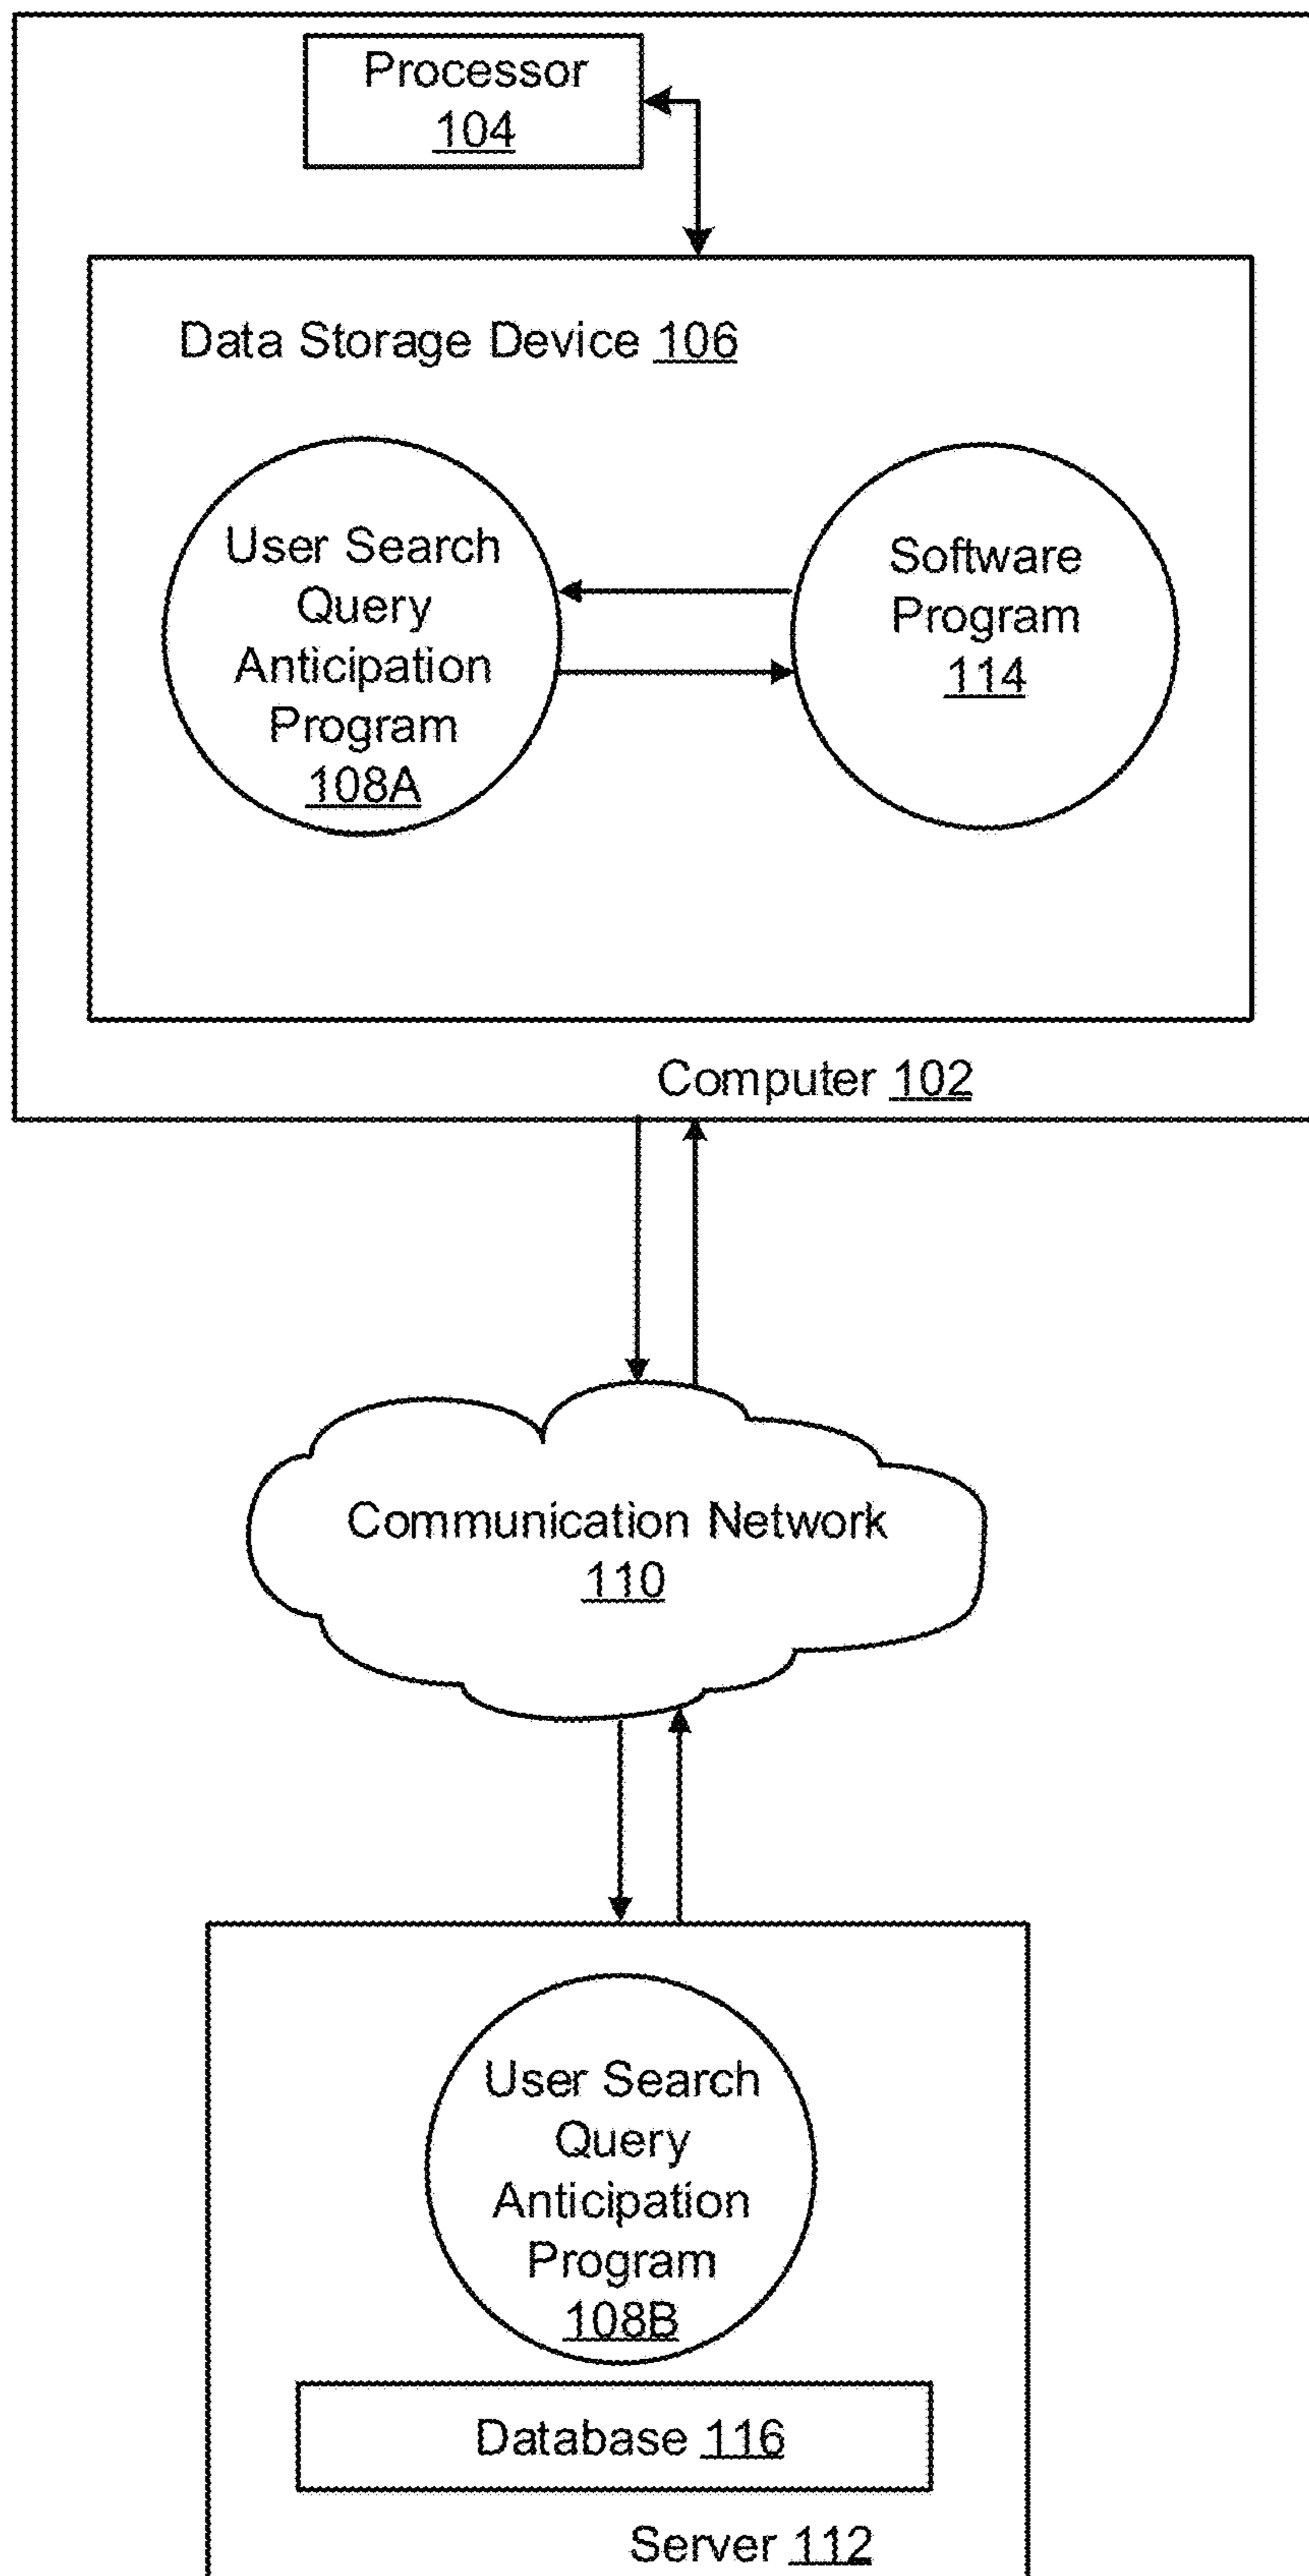 Processor
104
Data Storage Device 106
User Search
Query
Anticipation
Program
108A
Software
Program
114
Computer 102
Communication Network
110
User Search
Query
Anticipation
Program
108B
Database 116
Server 112